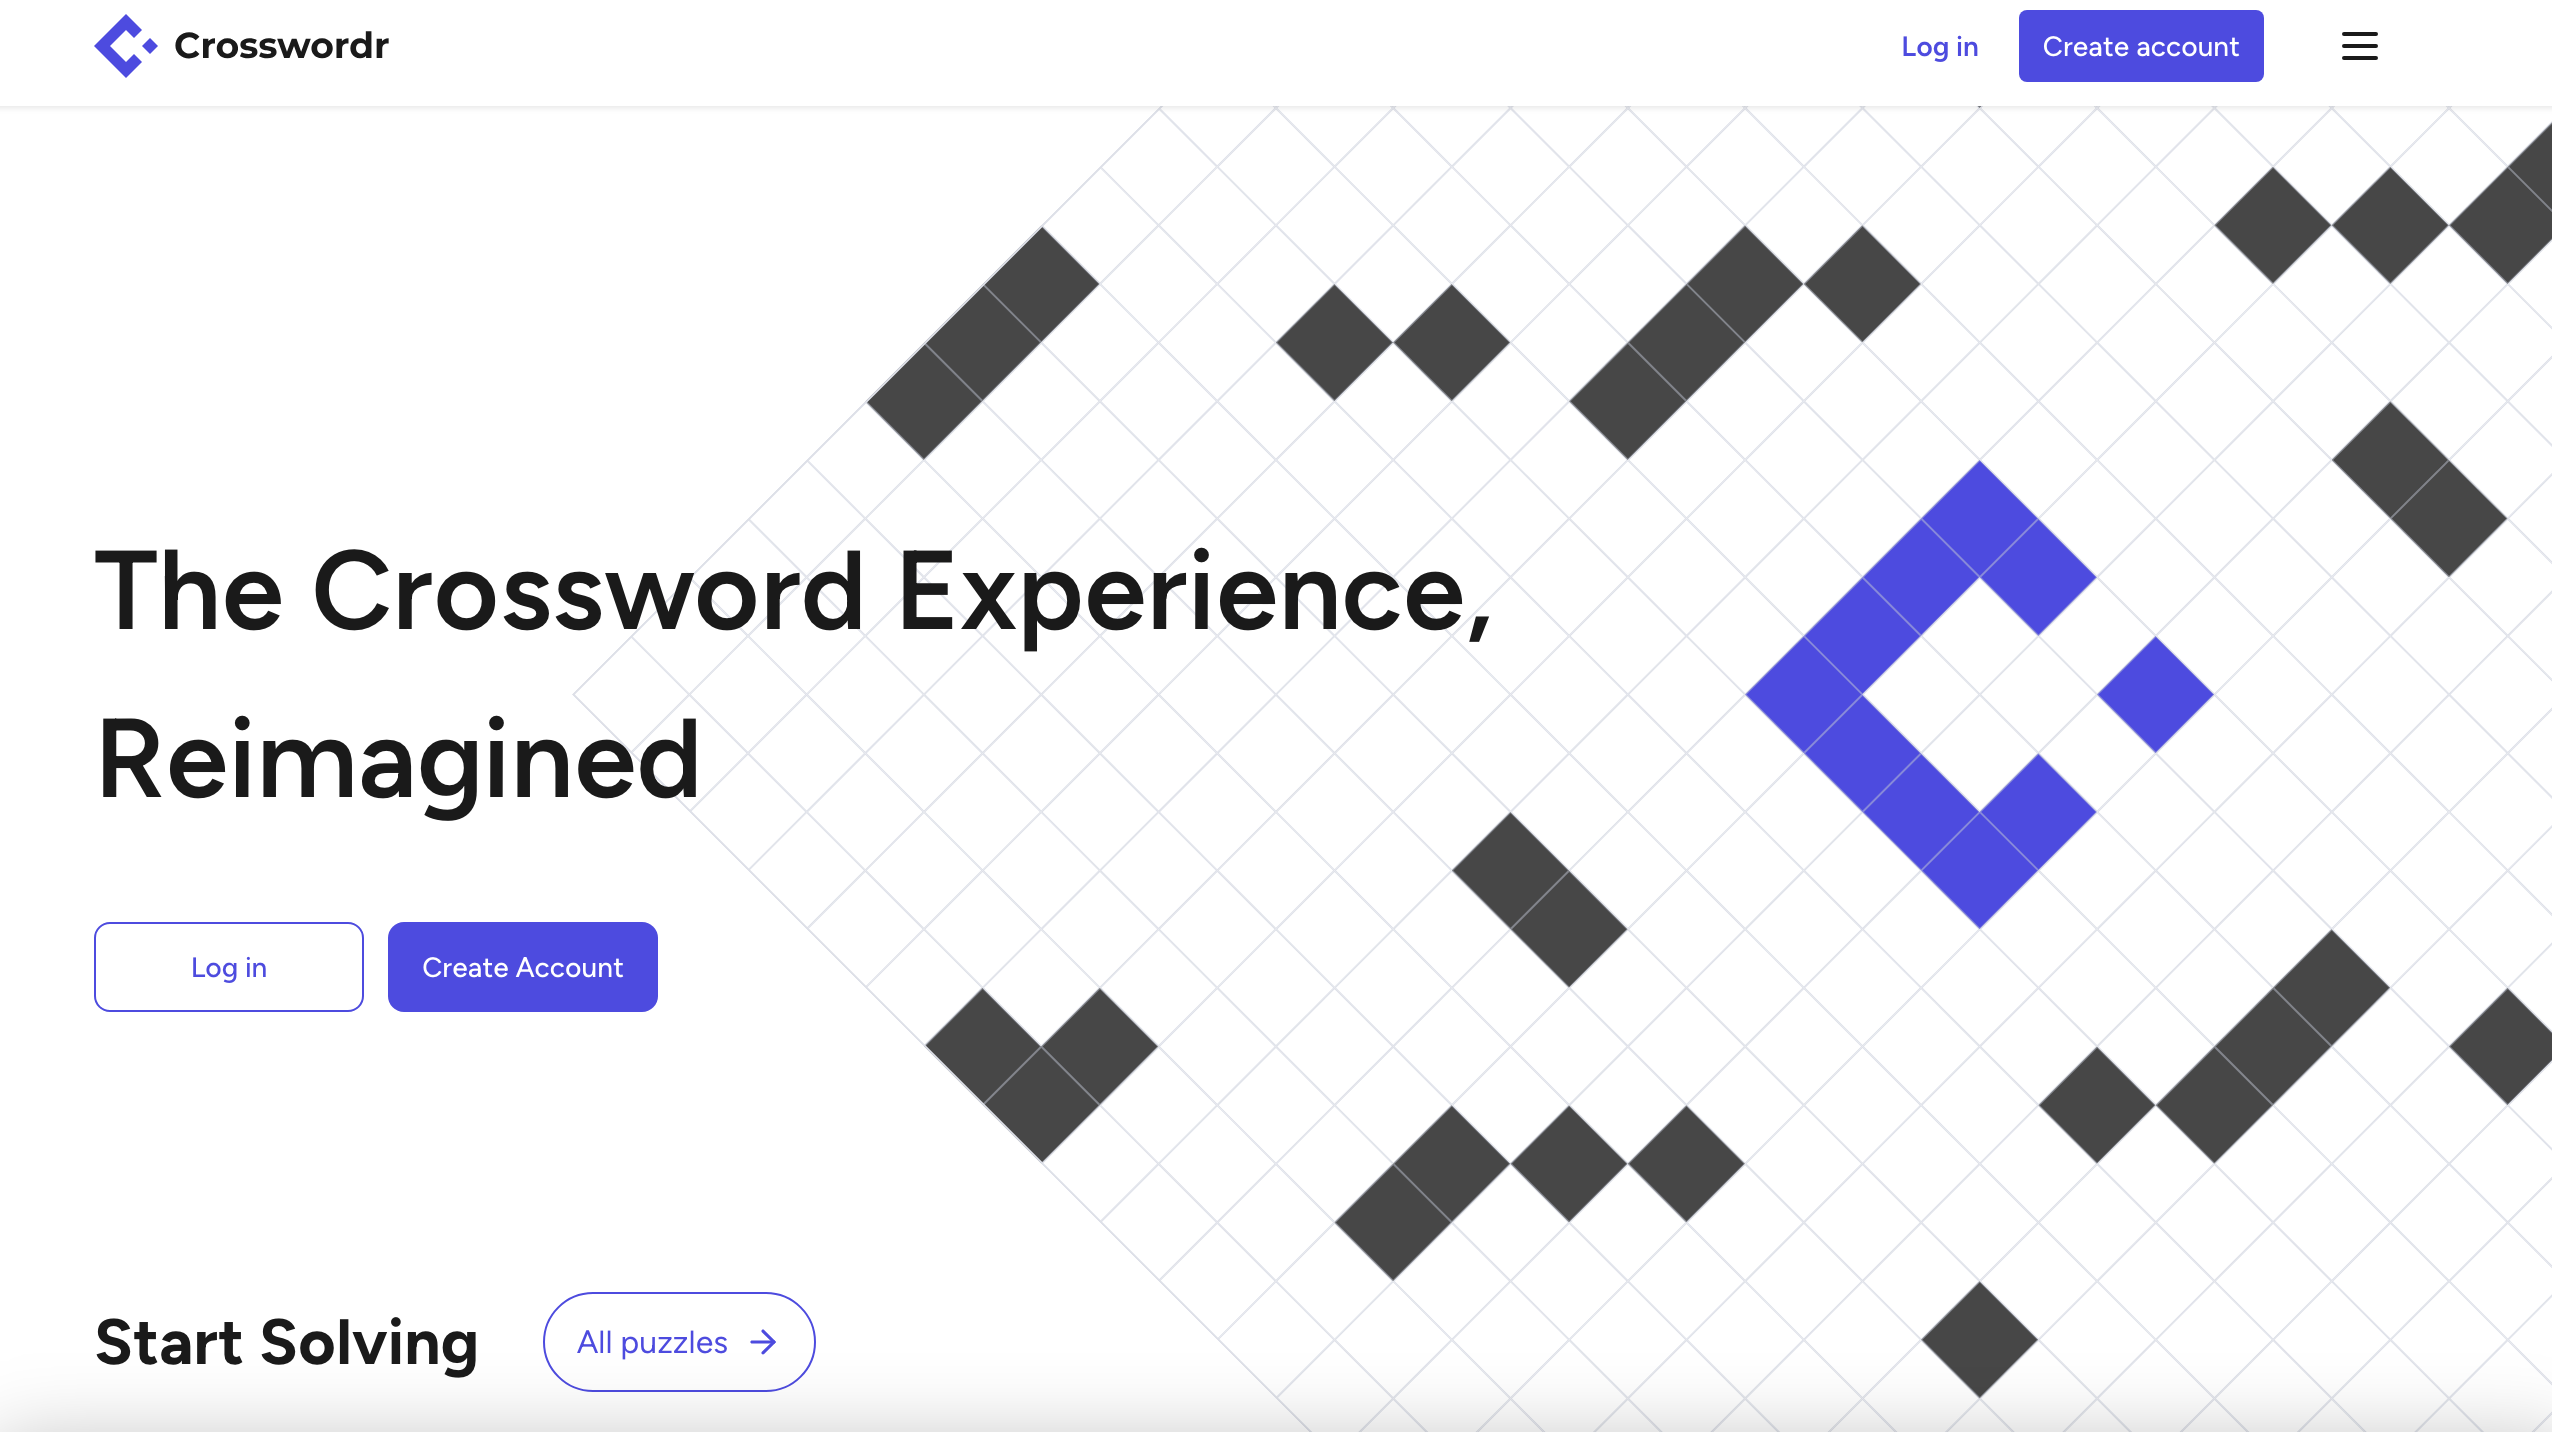 Crosswordr
Log in
Create account
The Crossword Experience,
Reimagined
Log in
Create Account
Start Solving
All puzzles